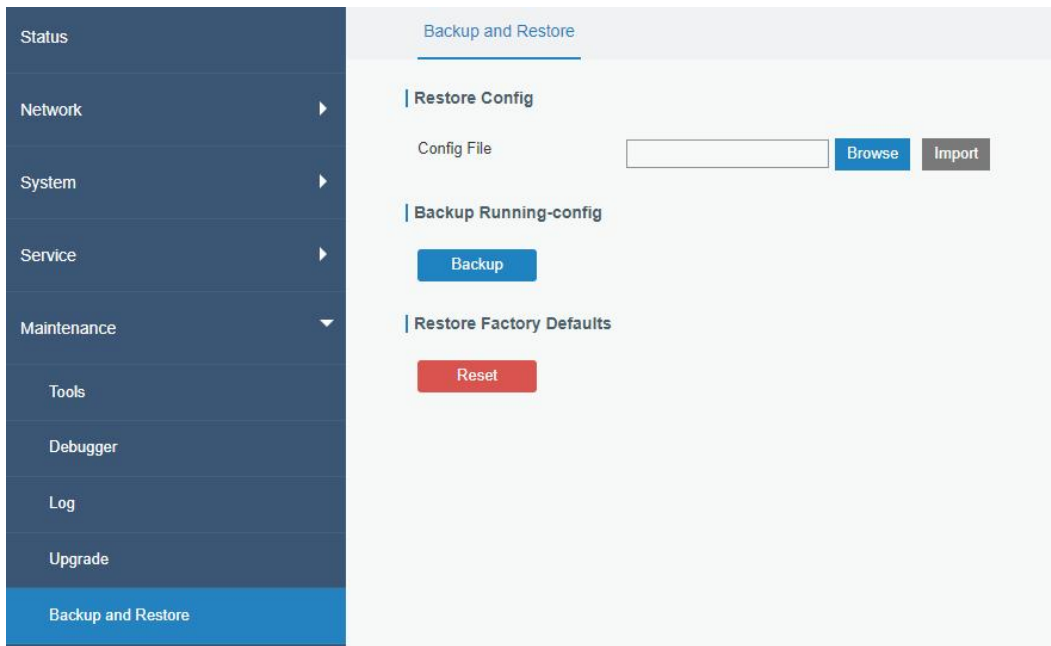 Status
Network
System
Service
Maintenance
Tools
Debugger
Log
Upgrade
Backup and Restore
Backup and Restore
Restore Config
Config File Browse Import
Backup Running-config
Backup
Restore Factory Defaults
Reset